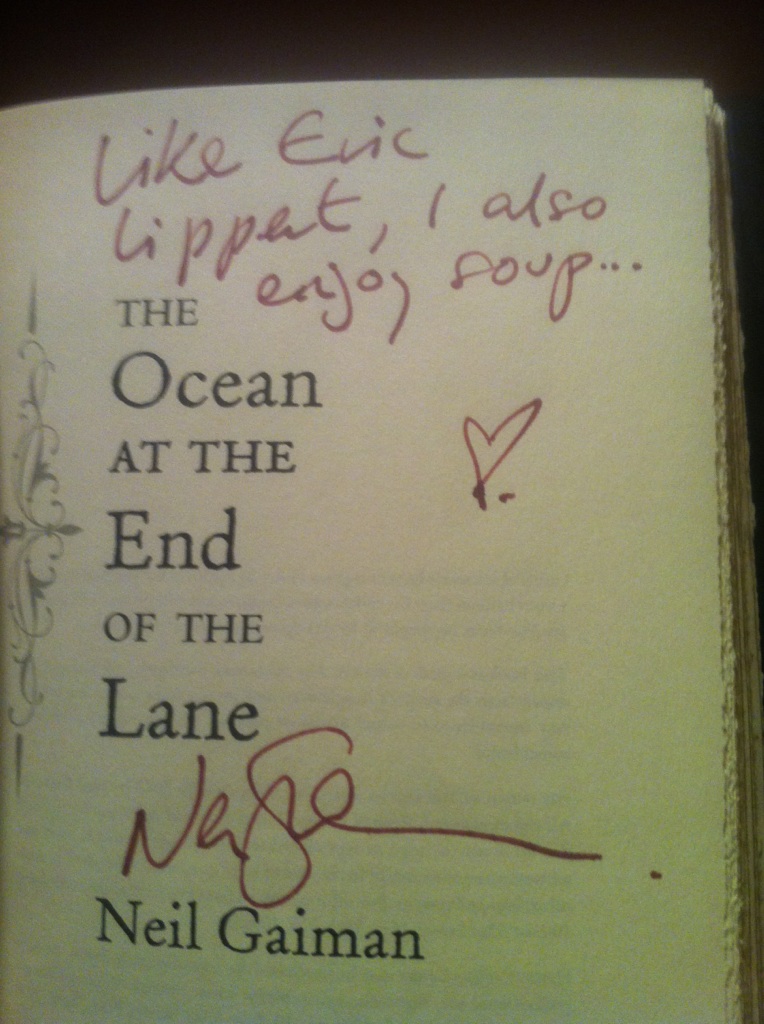 Like Eric
Lippert, I also
enjoy soup...
THE
Ocean
AT THE
End
OF THE
Lane
Neil Gaiman